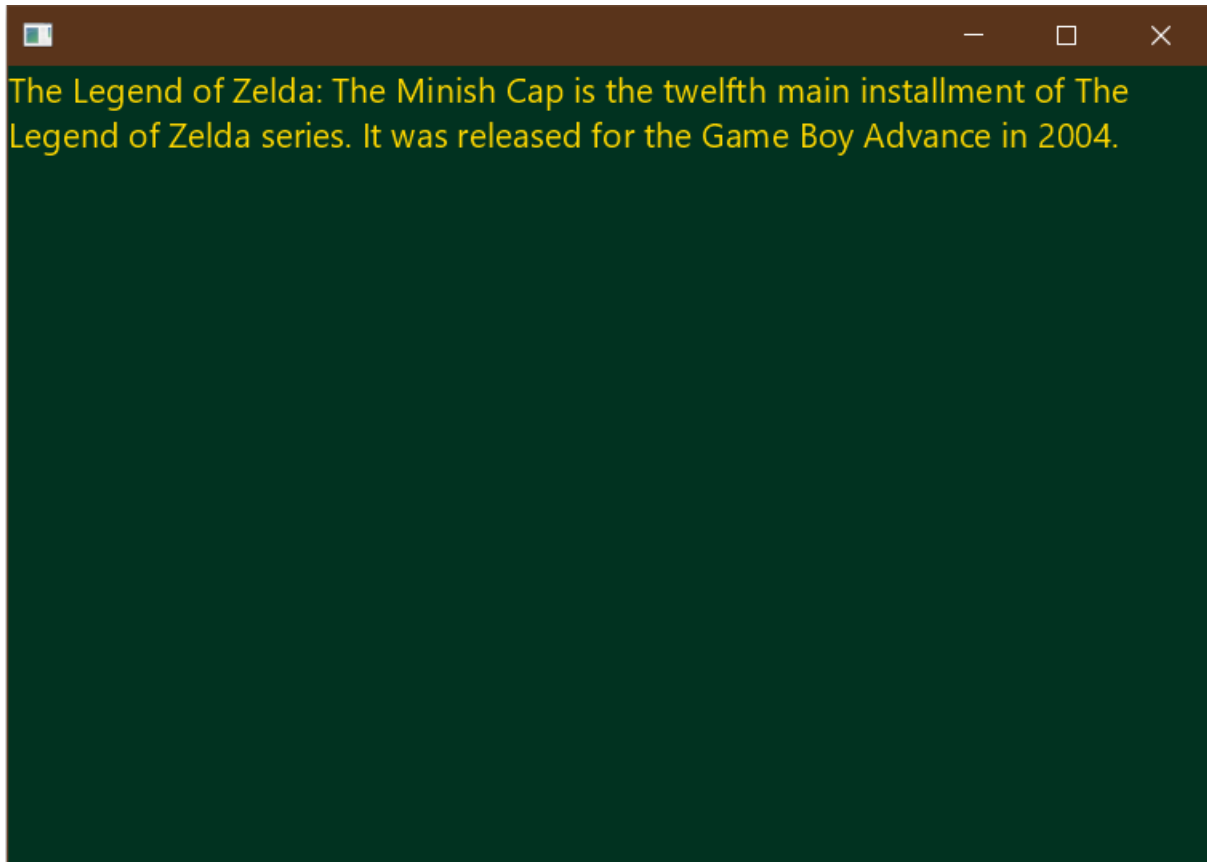 The Legend of Zelda: The Minish Cap is the twelfth main installment of The
Legend of Zelda series. It was released for the Game Boy Advance in 2004.